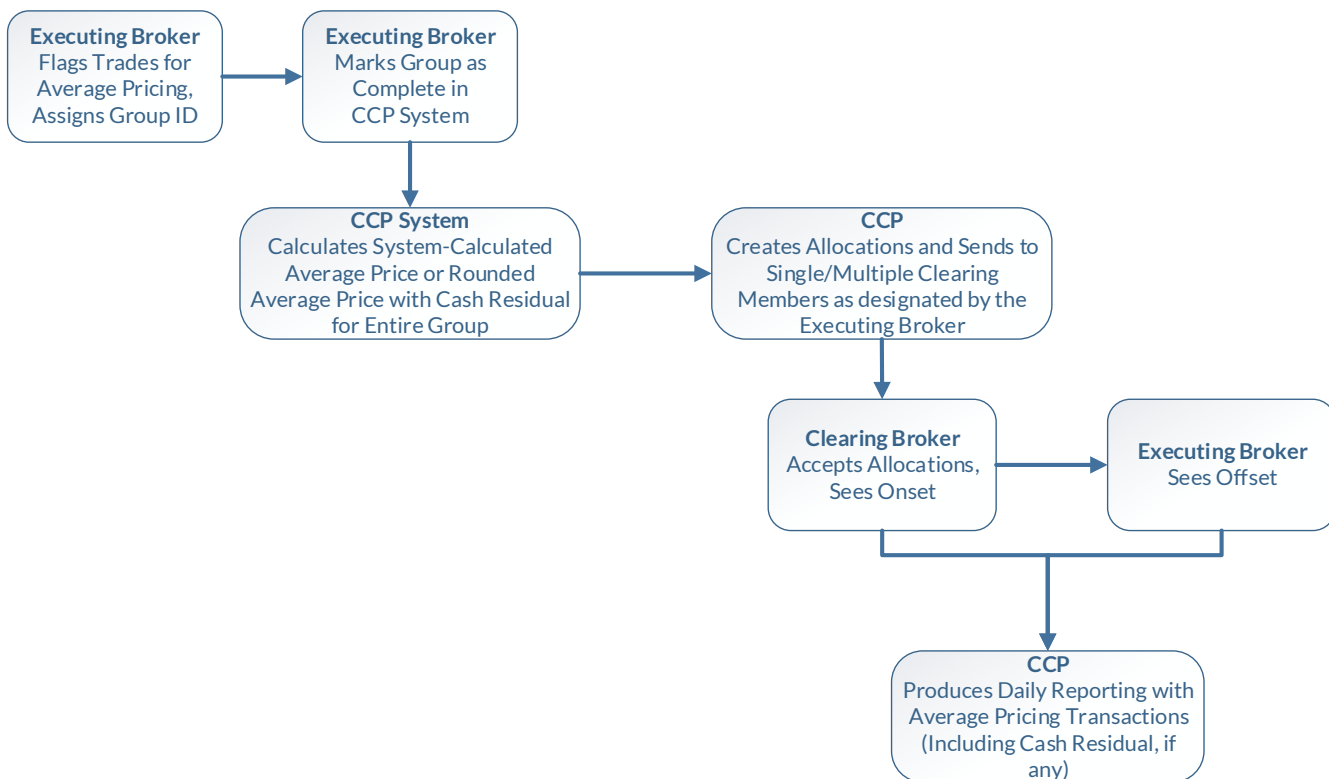 Executing Broker
Flags Trades for
Average Pricing,
Assigns Group ID
Executing Broker
Marks Group as
Complete in
CCP System
CCP System
Calculates System-Calculated
Average Price or Rounded
Average Price with Cash Residual
for Entire Group
CCP
Creates Allocations and Sends to
Single/Multiple Clearing
Members as designated by the
Executing Broker
Clearing Broker
Accepts Allocations,
Sees Onset
Executing Broker
Sees Offset
CCP
Produces Daily Reporting with
Average Pricing Transactions
(Including Cash Residual, if
any)